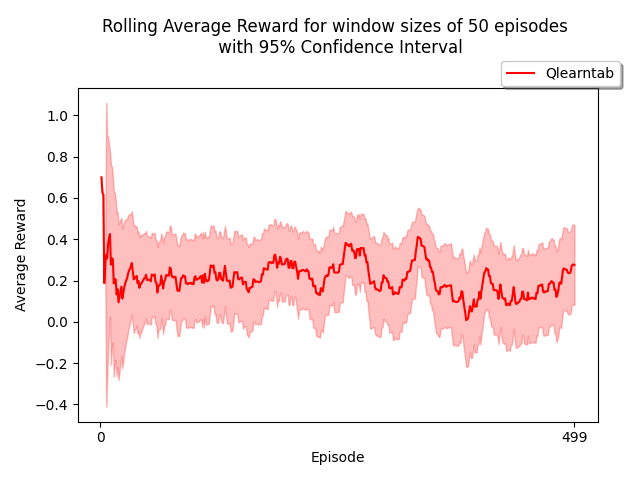 Rolling Average Reward for window sizes of 50 episodes
with 95% Confidence Interval
Qlearntab
1.0
0.8
0.6
0.4
0.2
0.0
−0.2
−0.4
Average Reward
0
499
Episode